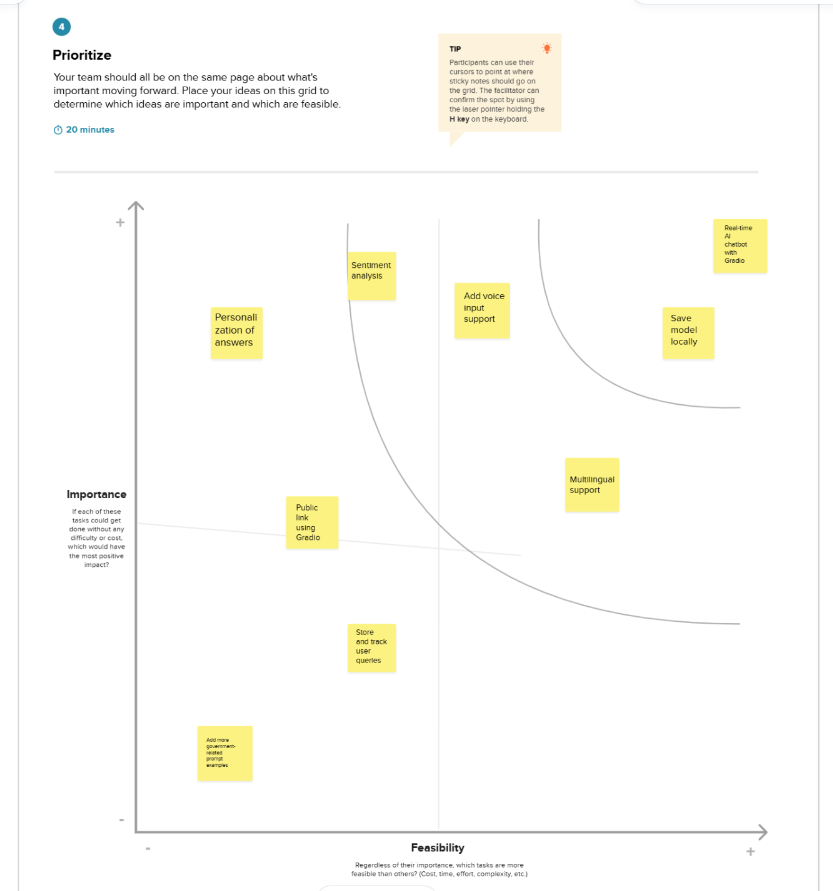 4
Prioritize
Your team should all be on the same page about what's
important moving forward. Place your ideas on this grid to
determine which ideas are important and which are feasible.
20 minutes
TIP
Participants can use their
cursors to point at where
sticky notes should go on
the grid. The facilitator can
confirm the spot by using
the laser pointer holding the
H key on the keyboard.
+
Real-time
AI
chatbot
with
Gradio
Sentiment
analysis
Add voice
input
support
Personali
zation of
answers
Save
model
locally
Multilingual
support
Importance
If each of these
tasks could get
done without any
difficulty or cost,
which would have
the most positive
impact?
Public
link
using
Gradio
Store
and track
user
queries
Add more
government-
related
prompt
examples
-
-
Feasibility
+
Regardless of their importance, which tasks are more
feasible than others? (Cost, time, effort, complexity, etc.)